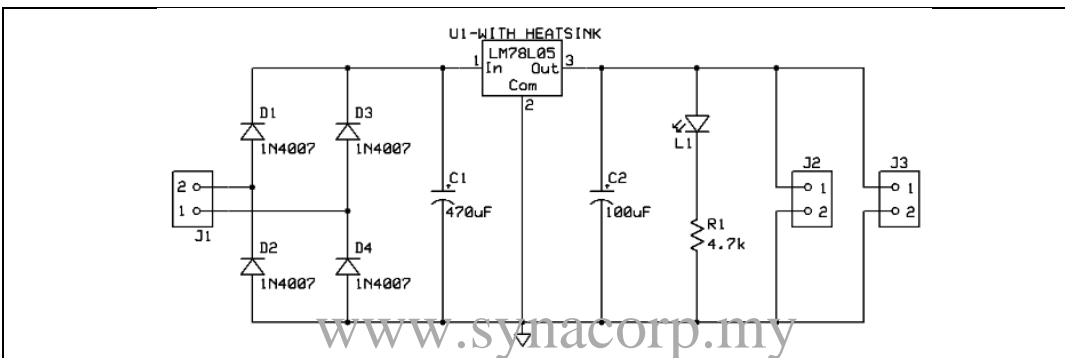 U1-WITH HEATSINK
LM78L05
1 In Out 3
Com
2
D1
1N4007
D3
1N4007
C1
470uF
C2
100uF
L1
R1
4.7k
J2
1
2
J3
1
2
2
1
J1
D2
1N4007
D4
1N4007
www.synacorp.my